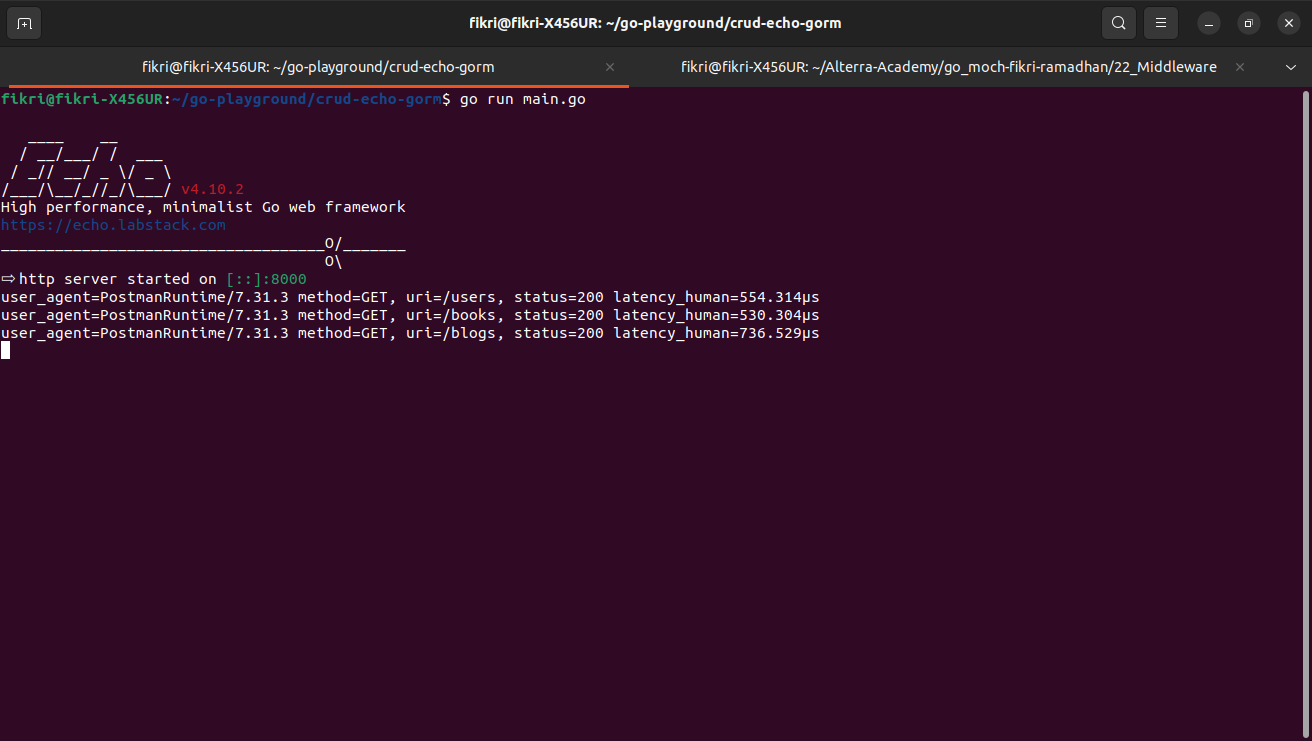 fikri@fikri-X456UR: ~/go-playground/crud-echo-gorm
fikri@fikri-X456UR: ~/go-playground/crud-echo-gorm
fikri@fikri-X456UR: ~/Alterra-Academy/go_moch-fikri-ramadhan/22_Middleware
fikri@fikri-X456UR:~/go-playground/crud-echo-gorm$ go run main.go
   ____    __
  / __/___/ /  ___
 / _// __/ _ \/ _ \
/___/\__/_//_/\___/ v4.10.2
High performance, minimalist Go web framework
https://echo.labstack.com
____________________________________O/_______
                                    O\
⇨ http server started on [::]:8000
user_agent=PostmanRuntime/7.31.3 method=GET, uri=/users, status=200 latency_human=554.314µs
user_agent=PostmanRuntime/7.31.3 method=GET, uri=/books, status=200 latency_human=530.304µs
user_agent=PostmanRuntime/7.31.3 method=GET, uri=/blogs, status=200 latency_human=736.529µs